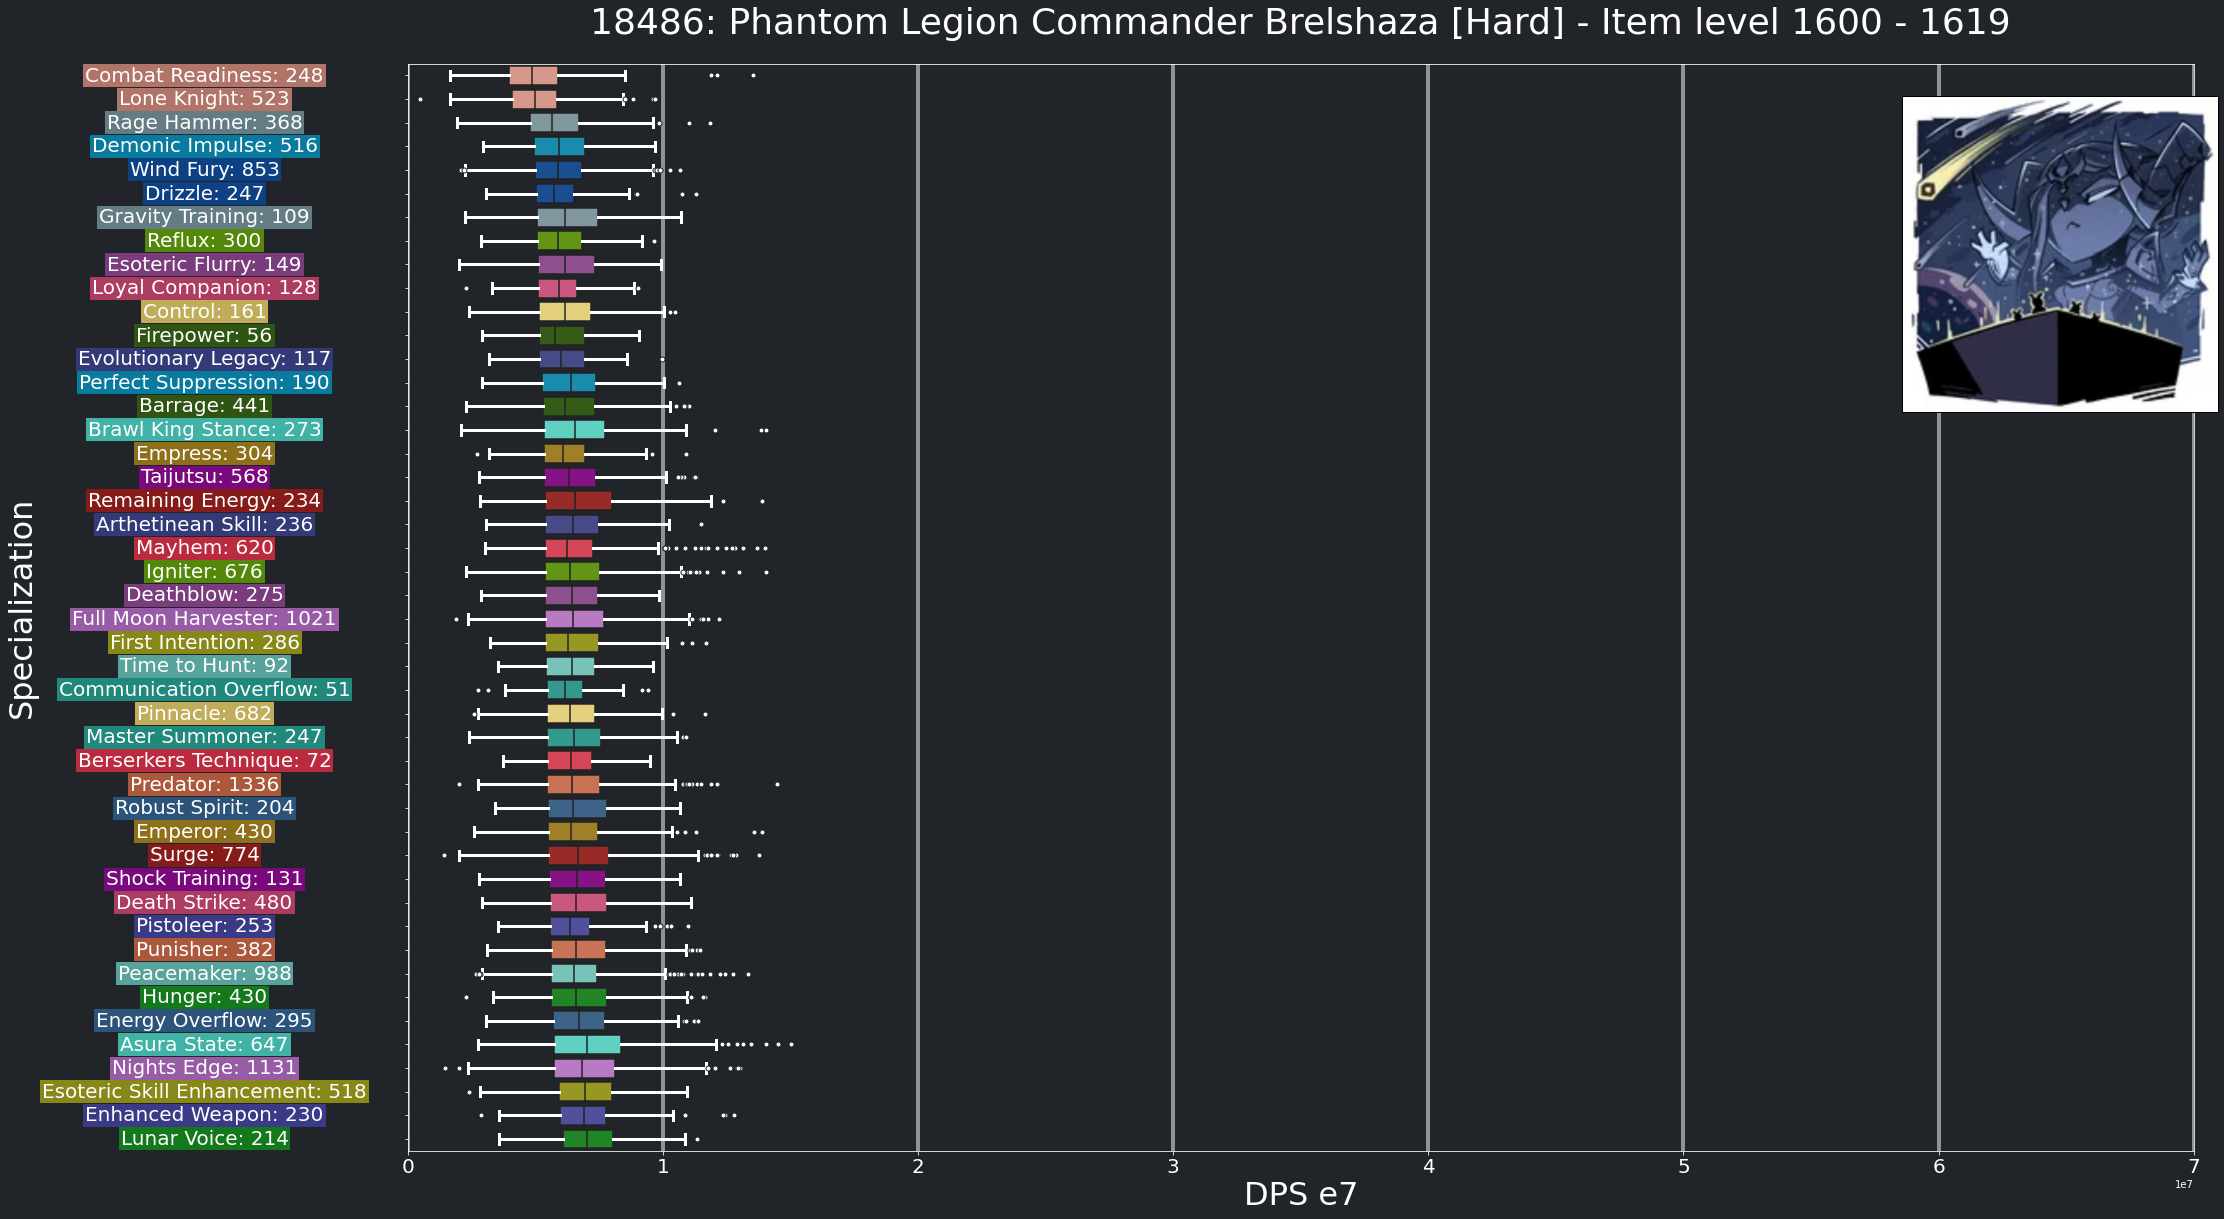 18486: Phantom Legion Commander Brelshaza [Hard] - Item level 1600 - 1619
Combat Readiness: 248
Lone Knight: 523
Rage Hammer: 368
Demonic Impulse: 516
Wind Fury: 853
Drizzle: 247
Gravity Training: 109
Reflux: 300
Esoteric Flurry: 149
Loyal Companion: 128
Control: 161
Firepower: 56
Evolutionary Legacy: 117
Perfect Suppression: 190
Barrage: 441
Brawl King Stance: 273
Empress: 304
Taijutsu: 568
Remaining Energy: 234
Arthetinean Skill: 236
Mayhem: 620
Igniter: 676
Deathblow: 275
Full Moon Harvester: 1021
First Intention: 286
Time to Hunt: 92
Communication Overflow: 51
Pinnacle: 682
Master Summoner: 247
Berserkers Technique: 72
Predator: 1336
Robust Spirit: 204
Emperor: 430
Surge: 774
Shock Training: 131
Death Strike: 480
Pistoleer: 253
Punisher: 382
Peacemaker: 988
Hunger: 430
Energy Overflow: 295
Asura State: 647
Nights Edge: 1131
Esoteric Skill Enhancement: 518
Enhanced Weapon: 230
Lunar Voice: 214
Specialization
0 1 2 3 4 5 6 7
1e7
DPS e7